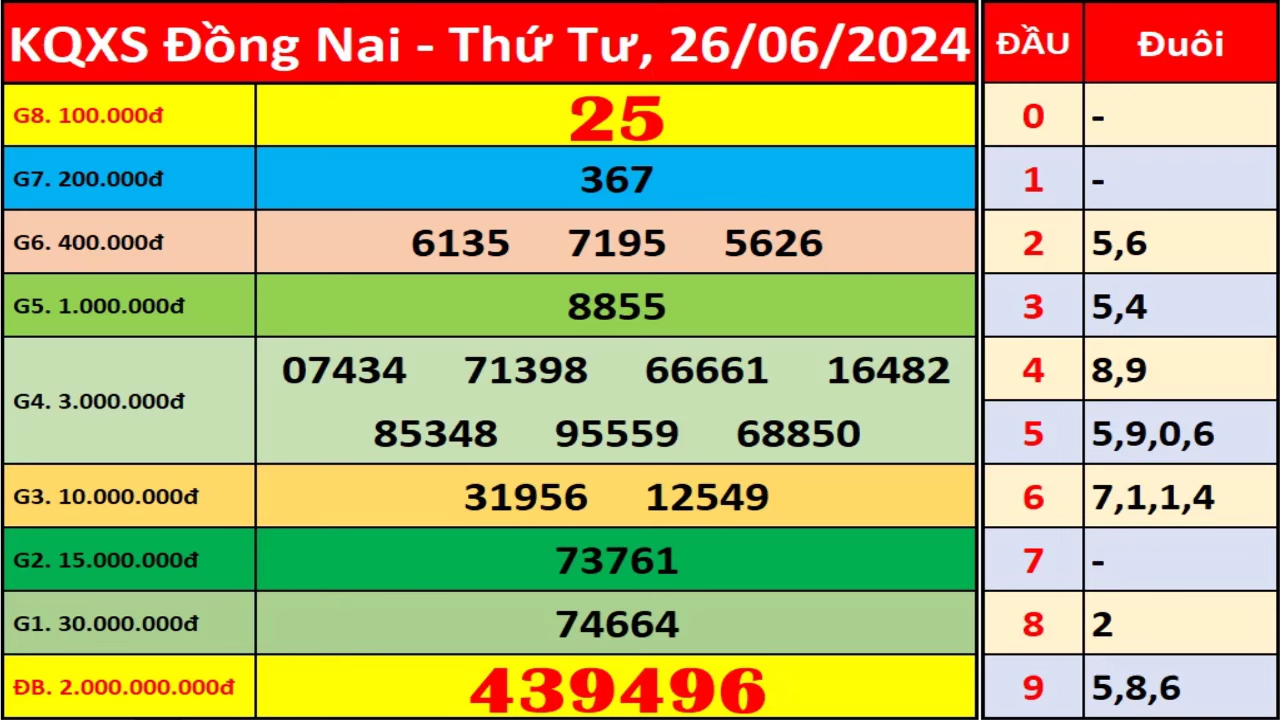 KQXS Đồng Nai - Thứ Tư, 26/06/2024 ĐẦU Đuôi
G8. 100.000đ 25 0 -
G7. 200.000đ 367 1 -
G6. 400.000đ 6135 7195 5626 2 5,6
G5. 1.000.000đ 8855 3 5,4
G4. 3.000.000đ 07434 71398 66661 16482 4 8,9
85348 95559 68850 5 5,9,0,6
G3. 10.000.000đ 31956 12549 6 7,1,1,4
G2. 15.000.000đ 73761 7 -
G1. 30.000.000đ 74664 8 2
ĐB. 2.000.000.000đ 439496 9 5,8,6